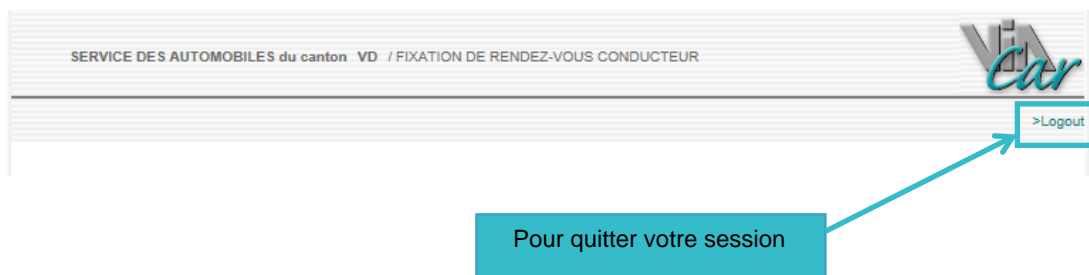 SERVICE DES AUTOMOBILES du canton VD / FIXATION DE RENDEZ-VOUS CONDUCTEUR
ViaCar
>Logout
Pour quitter votre session